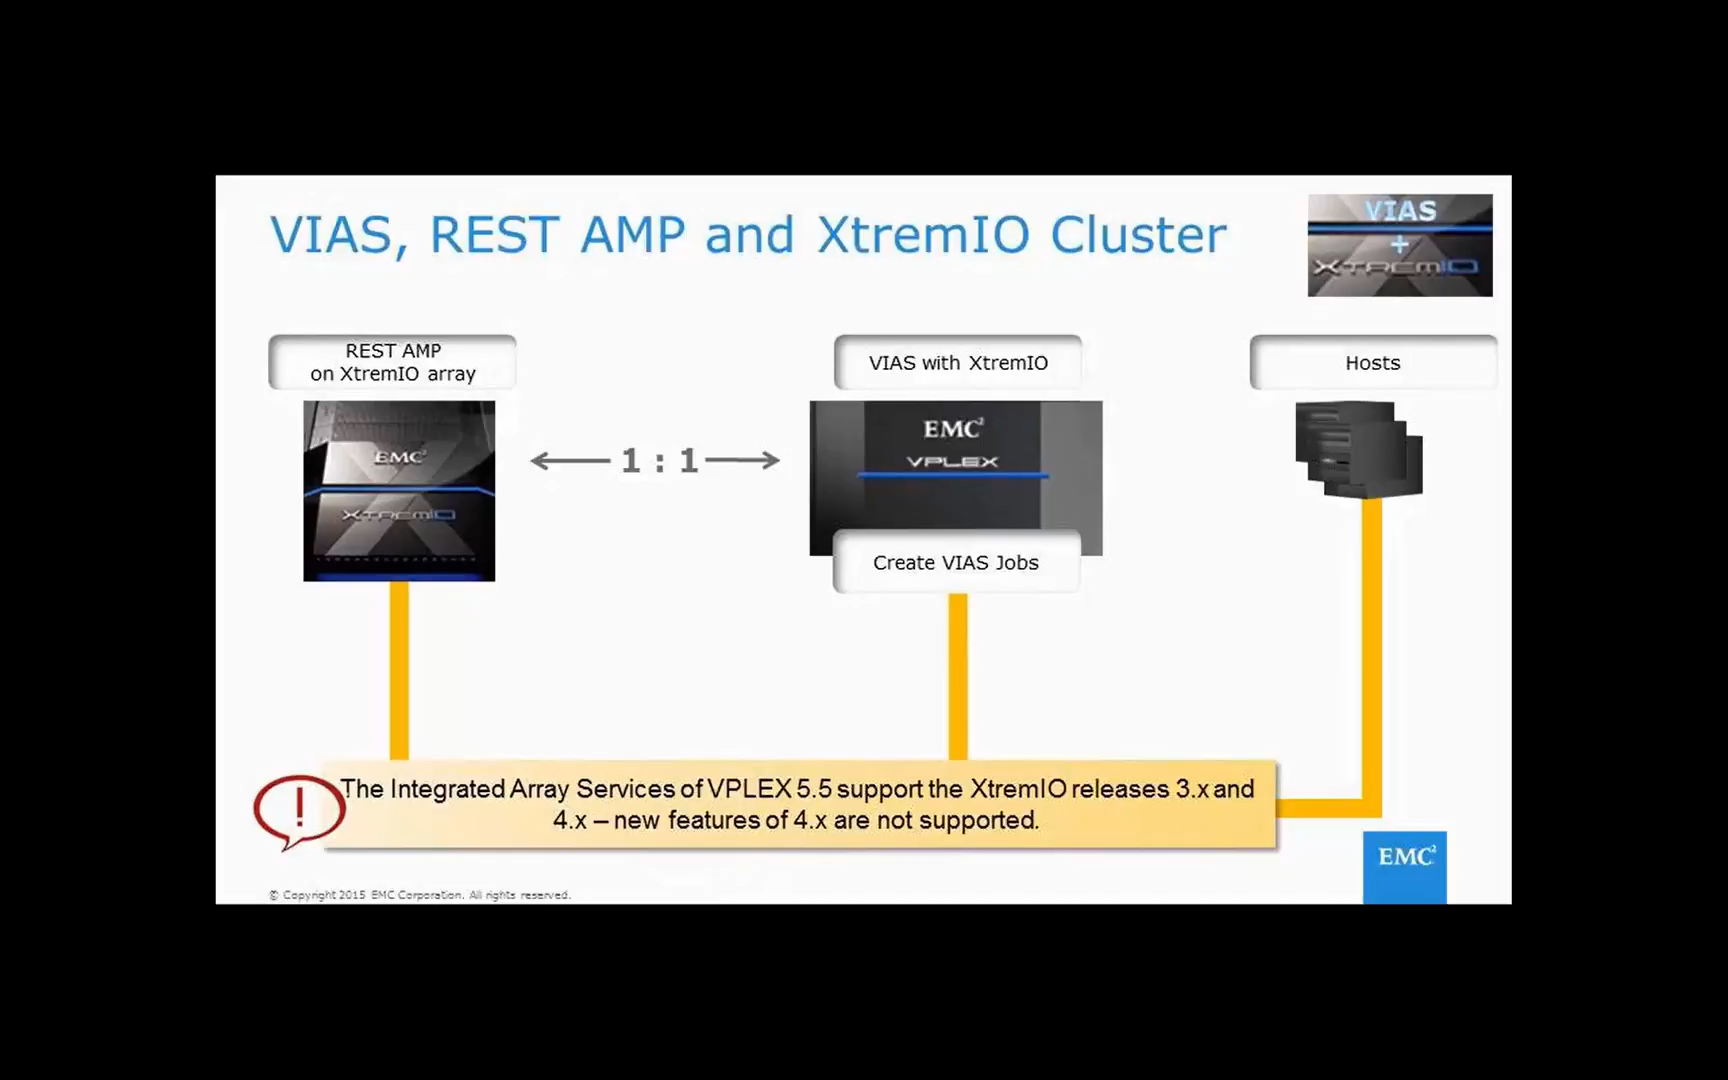 VIAS, REST AMP and XtremIO Cluster
VIAS
+
XTREMIO
REST AMP
on XtremIO array
VIAS with XtremIO
Hosts
EMC²
XTREMIO
1 : 1
EMC²
VPLEX
Create VIAS Jobs
!
The Integrated Array Services of VPLEX 5.5 support the XtremIO releases 3.x and
4.x – new features of 4.x are not supported.
EMC²
© Copyright 2015 EMC Corporation. All rights reserved.